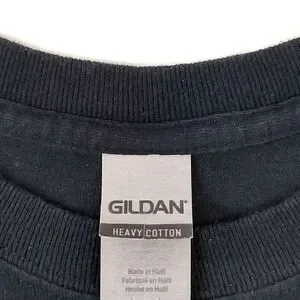 GILDAN®
HEAVY COTTON
Made in Haiti
Fabriqué en Haïti
Hecho en Haití